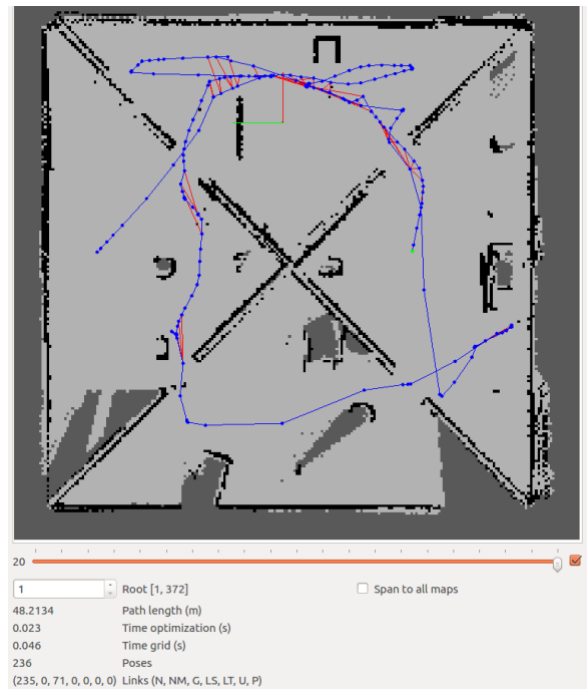 20
1 Root [1, 372] Span to all maps
48.2134 Path length (m)
0.023 Time optimization (s)
0.046 Time grid (s)
236 Poses
(235, 0, 71, 0, 0, 0, 0) Links (N, NM, G, LS, LT, U, P)